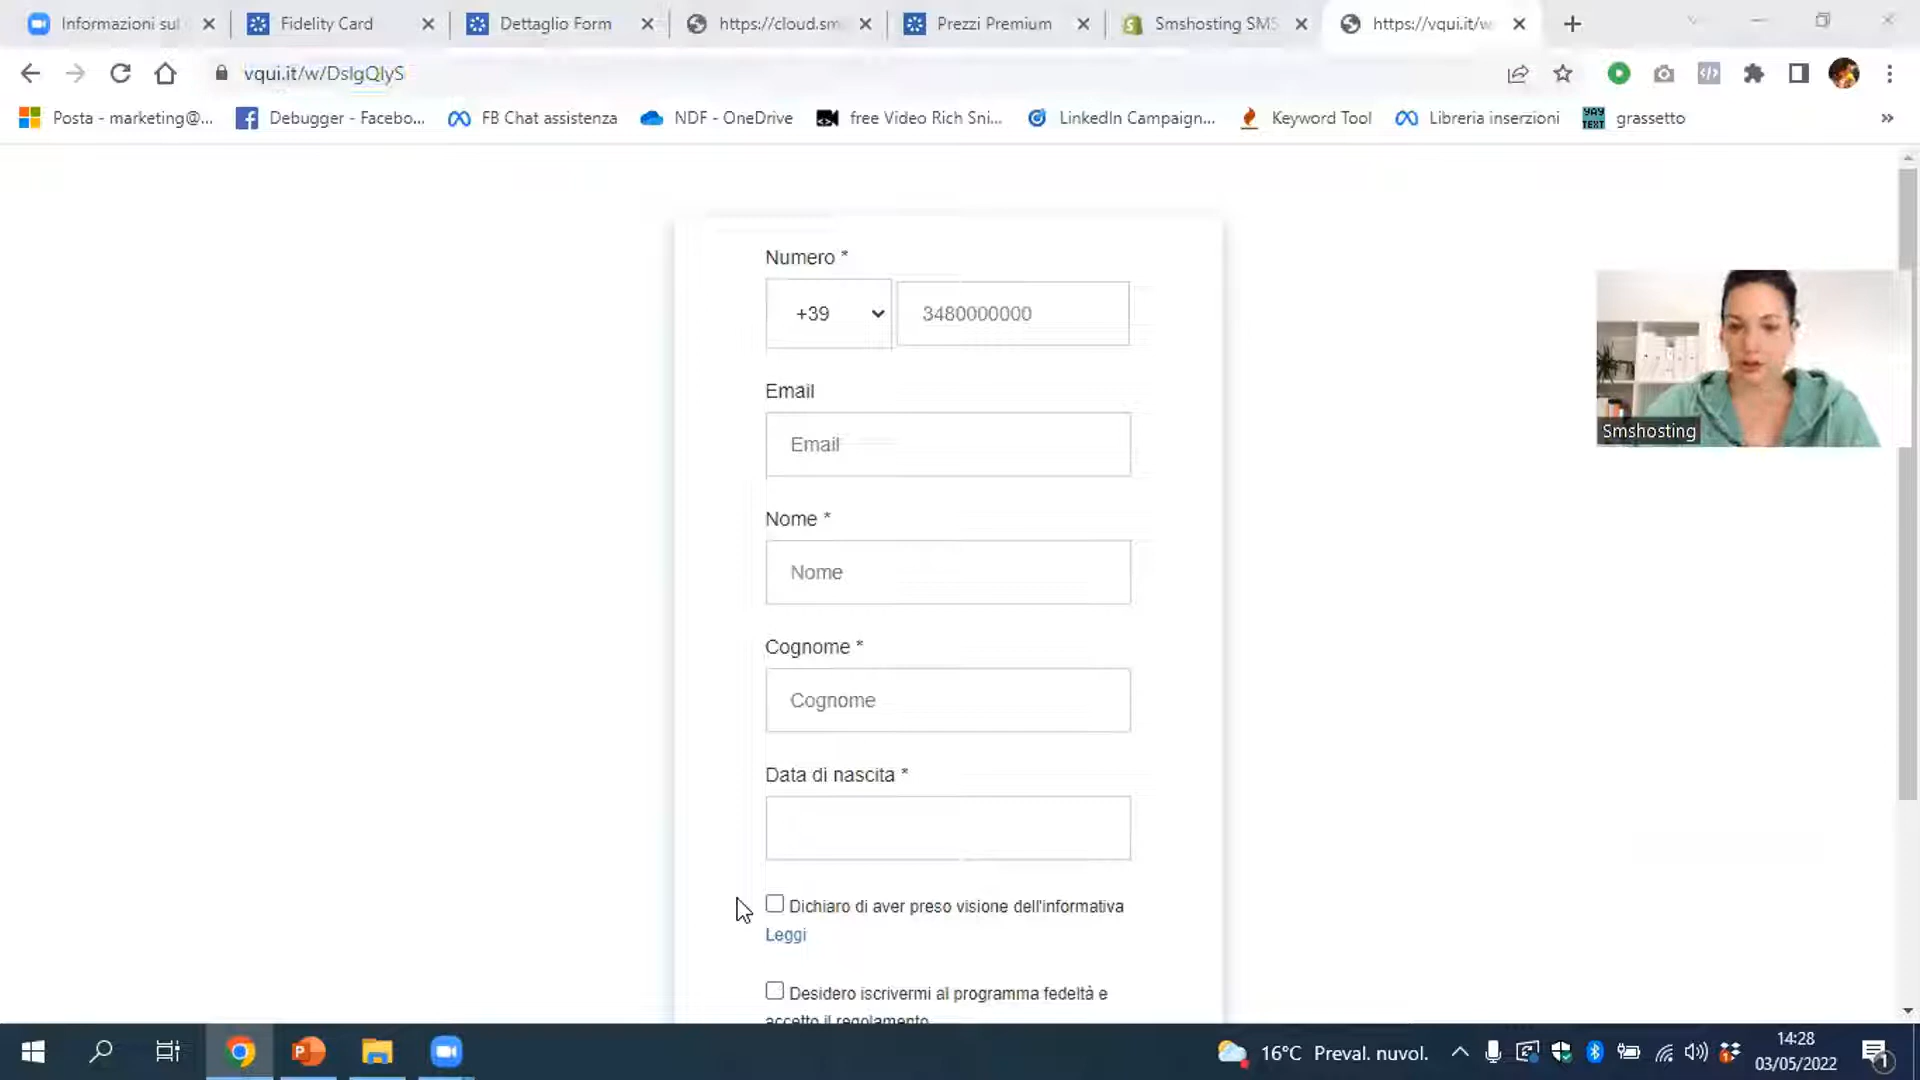 Informazioni sul
Fidelity Card
Dettaglio Form
https://cloud.sm
Prezzi Premium
Smshosting SMS
https://vqui.it/w
vqui.it/w/DslgQlyS
Posta - marketing@...
Debugger - Facebo...
FB Chat assistenza
NDF - OneDrive
free Video Rich Sni...
LinkedIn Campaign...
Keyword Tool
Libreria inserzioni
YAY TEXT
grassetto
»
Numero *
+39
3480000000
Email
Email
Nome *
Nome
Cognome *
Cognome
Data di nascita *
Dichiaro di aver preso visione dell'informativa
Leggi
Desidero iscrivermi al programma fedeltà e
accetto il regolamento
Smshosting
16°C Preval. nuvol.
14:28
03/05/2022
1